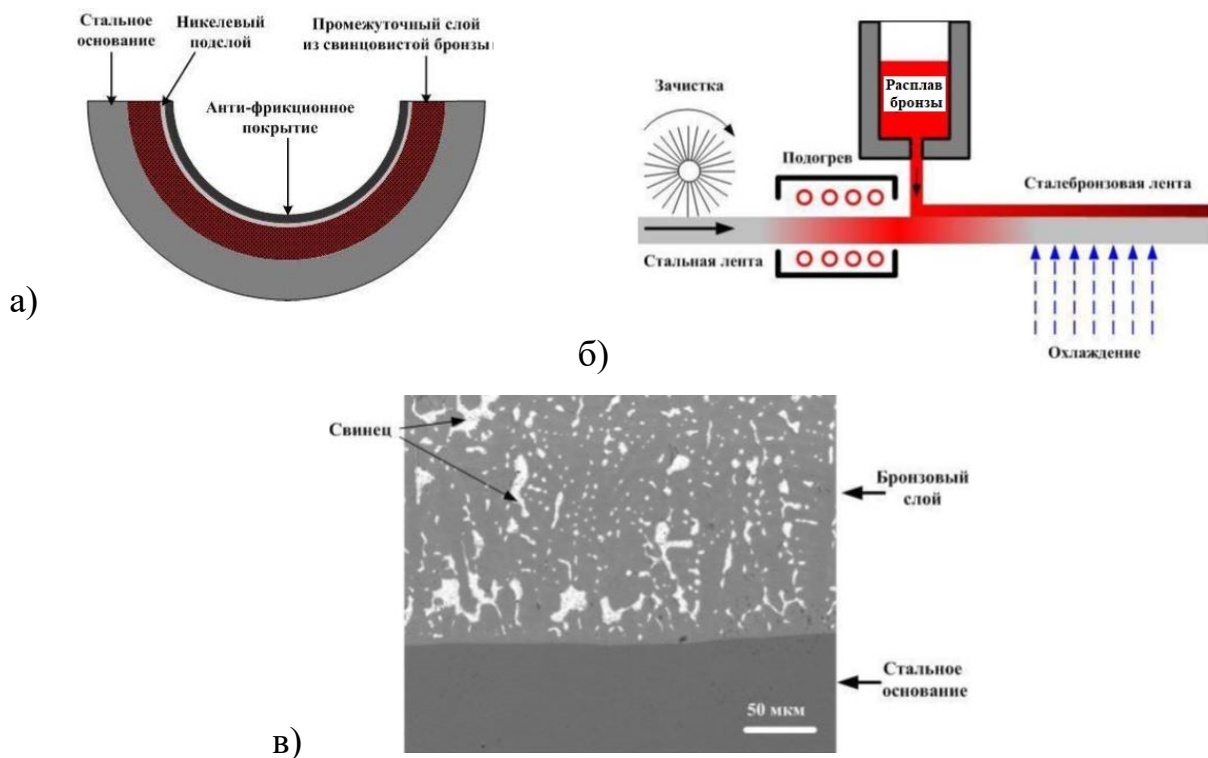 Стальное
основание
Никелевый
подслой
Промежуточный слой
из свинцовистой бронзы
Анти-фрикционное
покрытие
а)
Зачистка
Расплав
бронзы
Подогрев
Сталебронзовая лента
Стальная лента
Охлаждение
б)
Свинец
Бронзовый
слой
Стальное
основание
50 мкм
в)